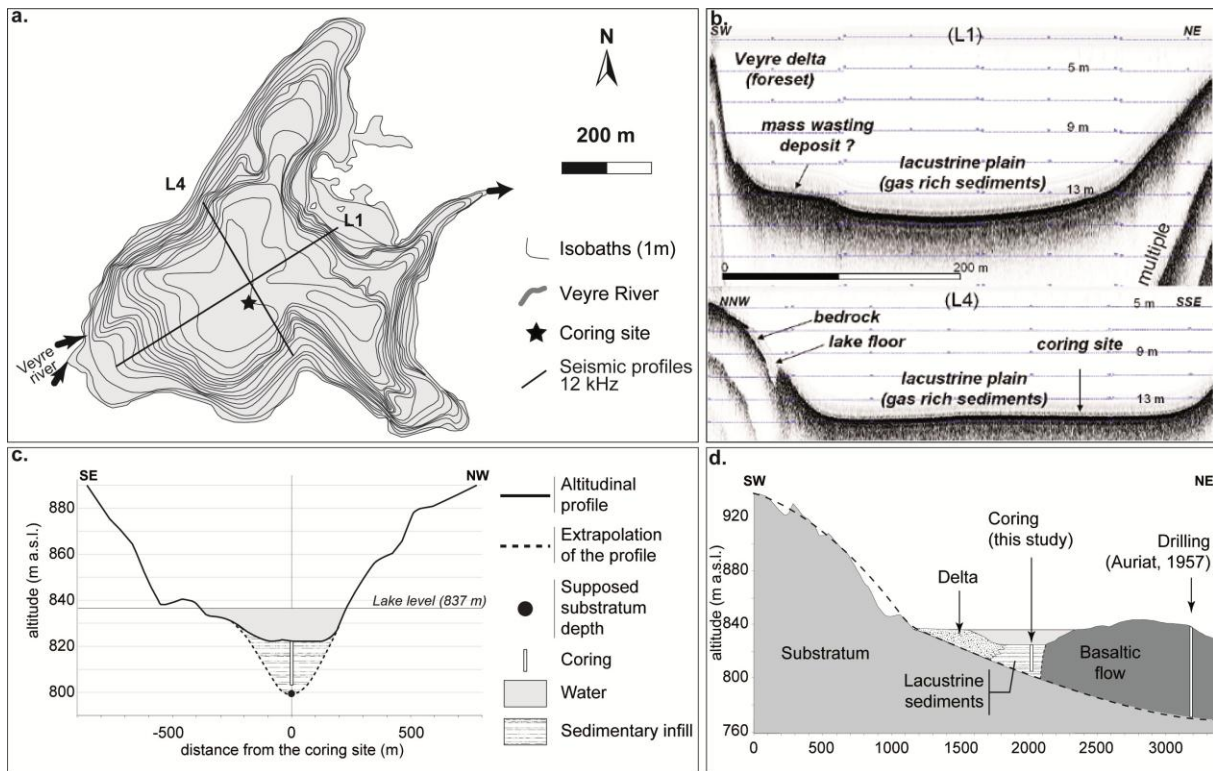 a.
N
200 m
L4
L1
Isobaths (1m)
Veyre River
Coring site
Seismic profiles
12 kHz
Veyre
river
b.
SW
(L1)
NE
Veyre delta
(foreset)
5 m
mass wasting
deposit ?
9 m
lacustrine plain
(gas rich sediments)
13 m
multiple
0
200 m
NNW
(L4)
SSE
5 m
bedrock
lake floor
9 m
coring site
lacustrine plain
(gas rich sediments)
13 m
c.
SE
NW
880
860
840
820
800
altitude (m a.s.l.)
Lake level (837 m)
-500
0
500
distance from the coring site (m)
Altitudinal
profile
Extrapolation
of the profile
Supposed
substratum
depth
Coring
Water
Sedimentary infill
d.
SW
NE
920
880
840
800
760
altitude (m a.s.l.)
Coring
(this study)
Drilling
(Auriat, 1957)
Delta
Substratum
Basaltic
flow
Lacustrine
sediments
0
500
1000
1500
2000
2500
3000